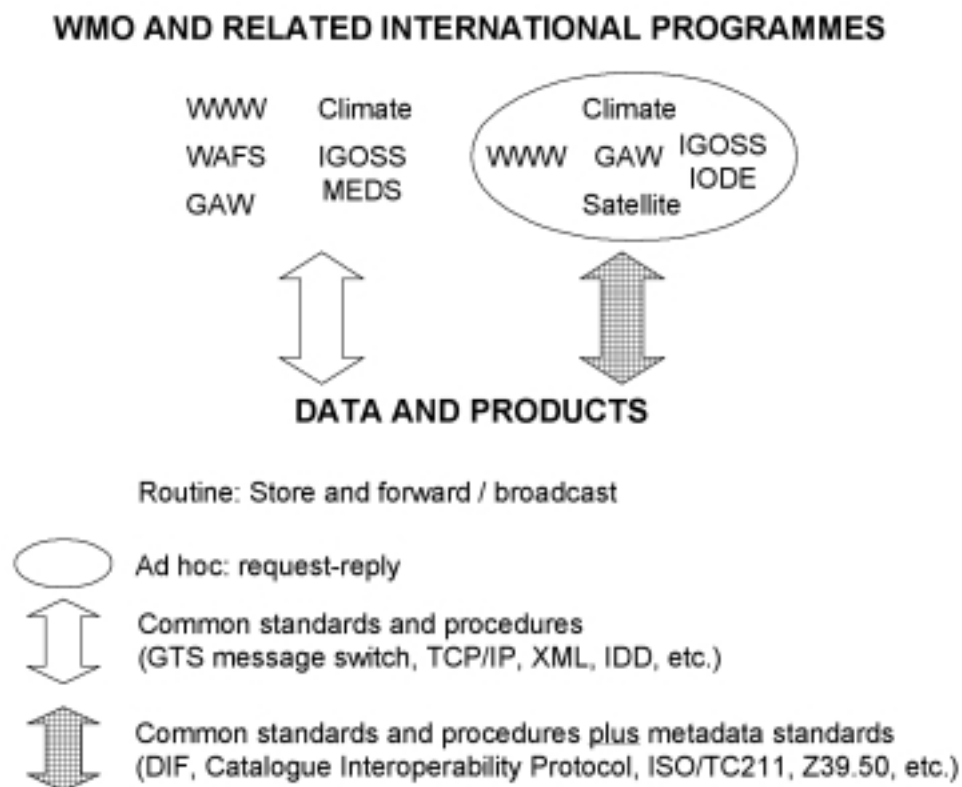 WMO AND RELATED INTERNATIONAL PROGRAMMES
WWW Climate
WAFS IGOSS
MEDS
GAW
Climate
WWW GAW IGOSS
IODE
Satellite
DATA AND PRODUCTS
Routine: Store and forward / broadcast
Ad hoc: request-reply
Common standards and procedures
(GTS message switch, TCP/IP, XML, IDD, etc.)
Common standards and procedures plus metadata standards
(DIF, Catalogue Interoperability Protocol, ISO/TC211, Z39.50, etc.)